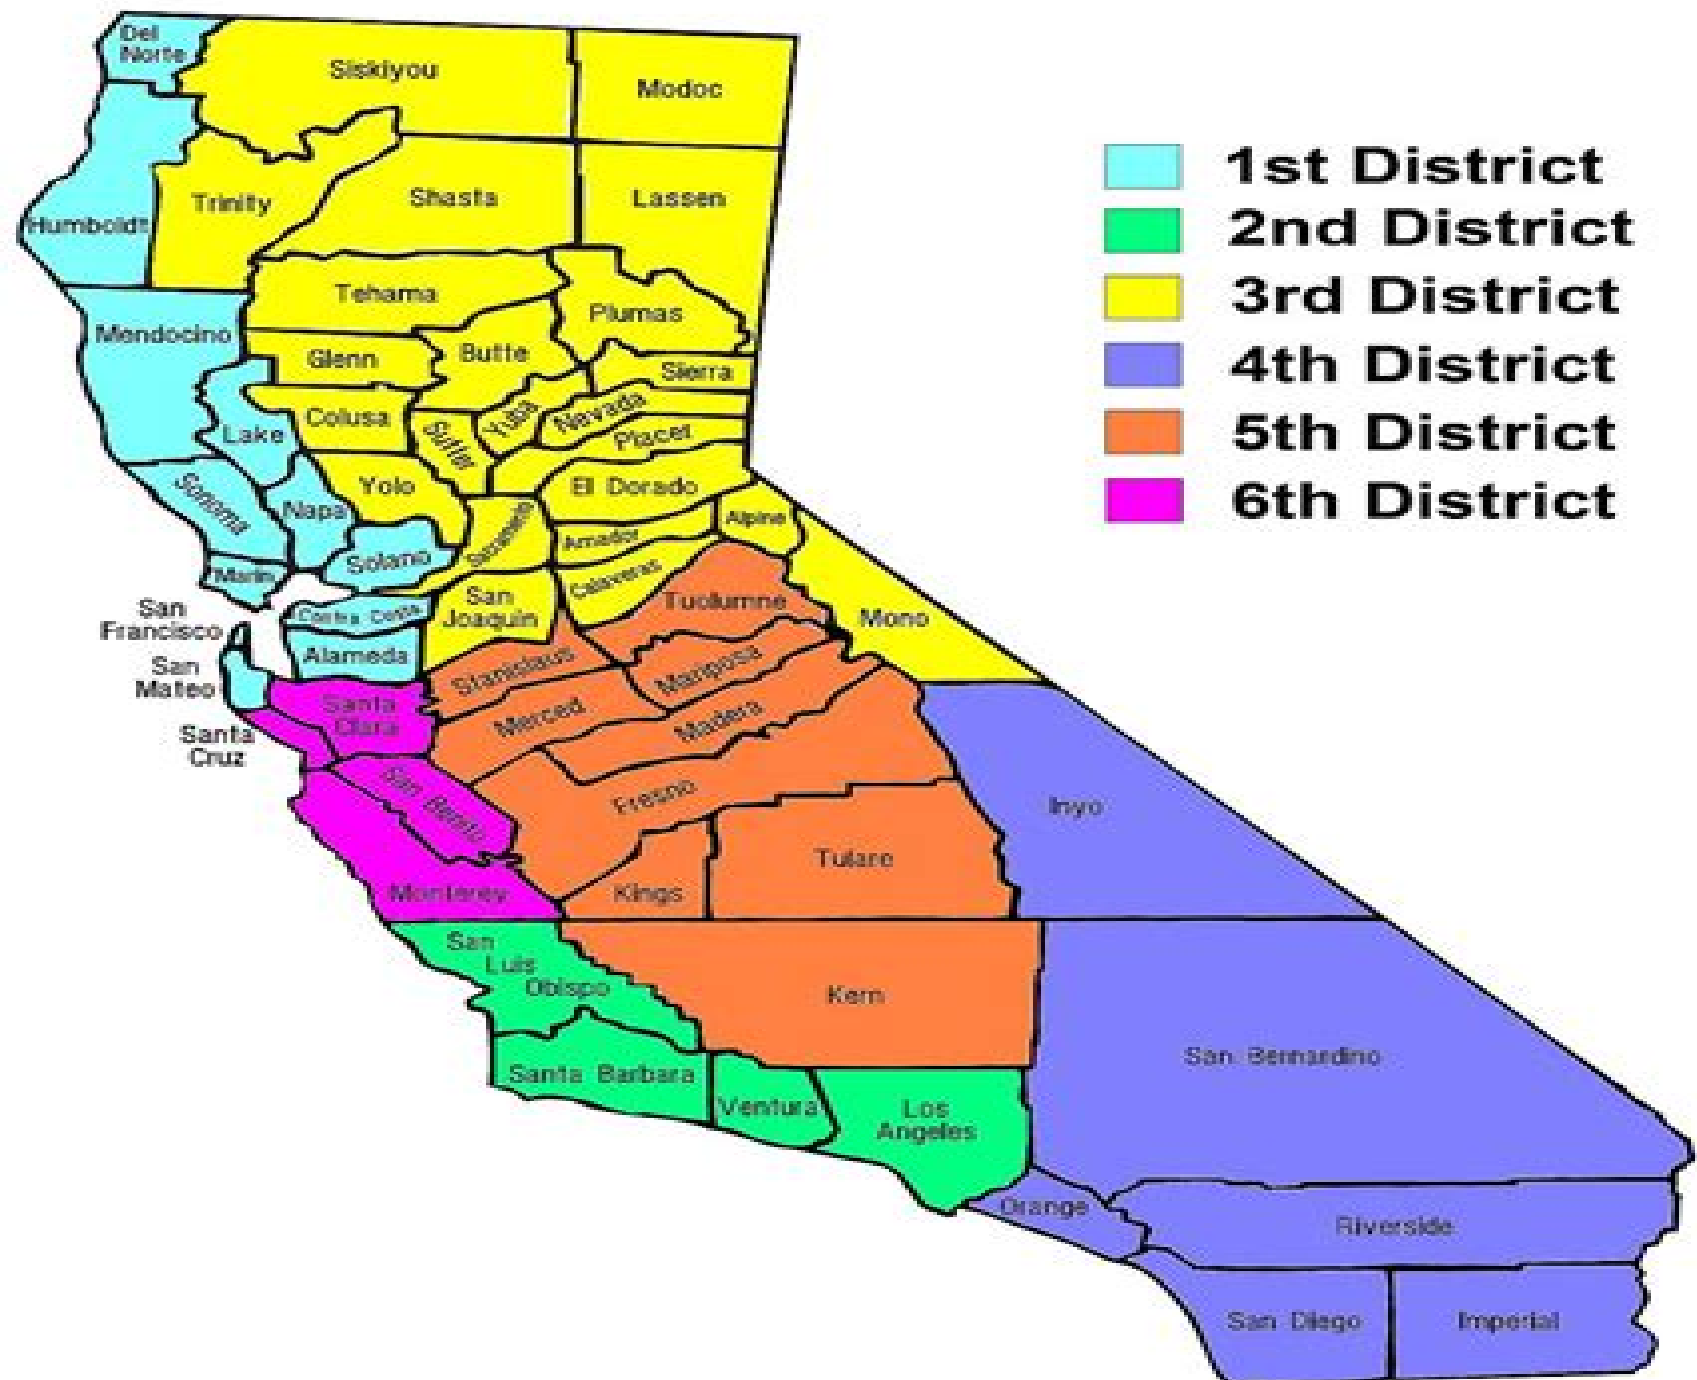 Del
Norte
Siskiyou
Modoc
Humboldt
Trinity
Shasta
Lassen
Tehama
Plumas
Mendocino
Glenn
Butte
Sierra
Colusa
Lake
Sutter
Yuba
Nevada
Placer
Sonoma
Napa
Yolo
El Dorado
Sacramento
Alpine
Amador
Marin
Solano
Calaveras
San
Francisco
Contra Costa
San
Joaquin
Tuolumne
Mono
Alameda
San
Mateo
Stanislaus
Mariposa
Santa
Clara
Merced
Madera
Santa
Cruz
San Benito
Fresno
Inyo
Monterey
Kings
Tulare
San
Luis
Obispo
Kern
San Bernardino
Santa Barbara
Ventura
Los
Angeles
Orange
Riverside
San Diego
Imperial
1st District
2nd District
3rd District
4th District
5th District
6th District